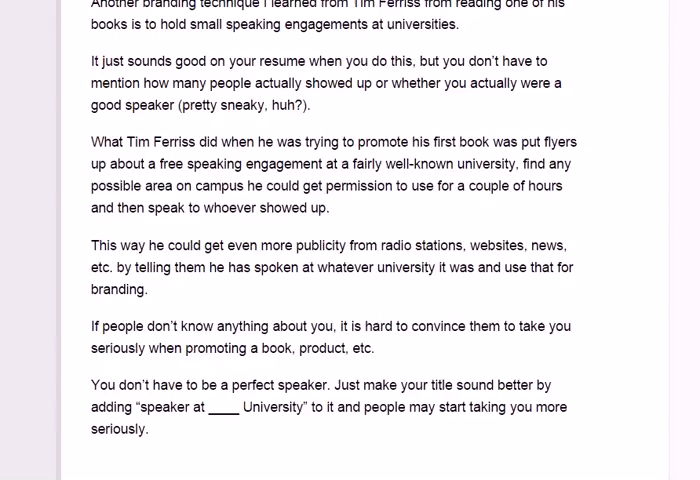 Another branding technique I learned from Tim Ferriss from reading one of his
books is to hold small speaking engagements at universities.
It just sounds good on your resume when you do this, but you don't have to
mention how many people actually showed up or whether you actually were a
good speaker (pretty sneaky, huh?).
What Tim Ferriss did when he was trying to promote his first book was put flyers
up about a free speaking engagement at a fairly well-known university, find any
possible area on campus he could get permission to use for a couple of hours
and then speak to whoever showed up.
This way he could get even more publicity from radio stations, websites, news,
etc. by telling them he has spoken at whatever university it was and use that for
branding.
If people don't know anything about you, it is hard to convince them to take you
seriously when promoting a book, product, etc.
You don't have to be a perfect speaker. Just make your title sound better by
adding “speaker at ____ University” to it and people may start taking you more
seriously.